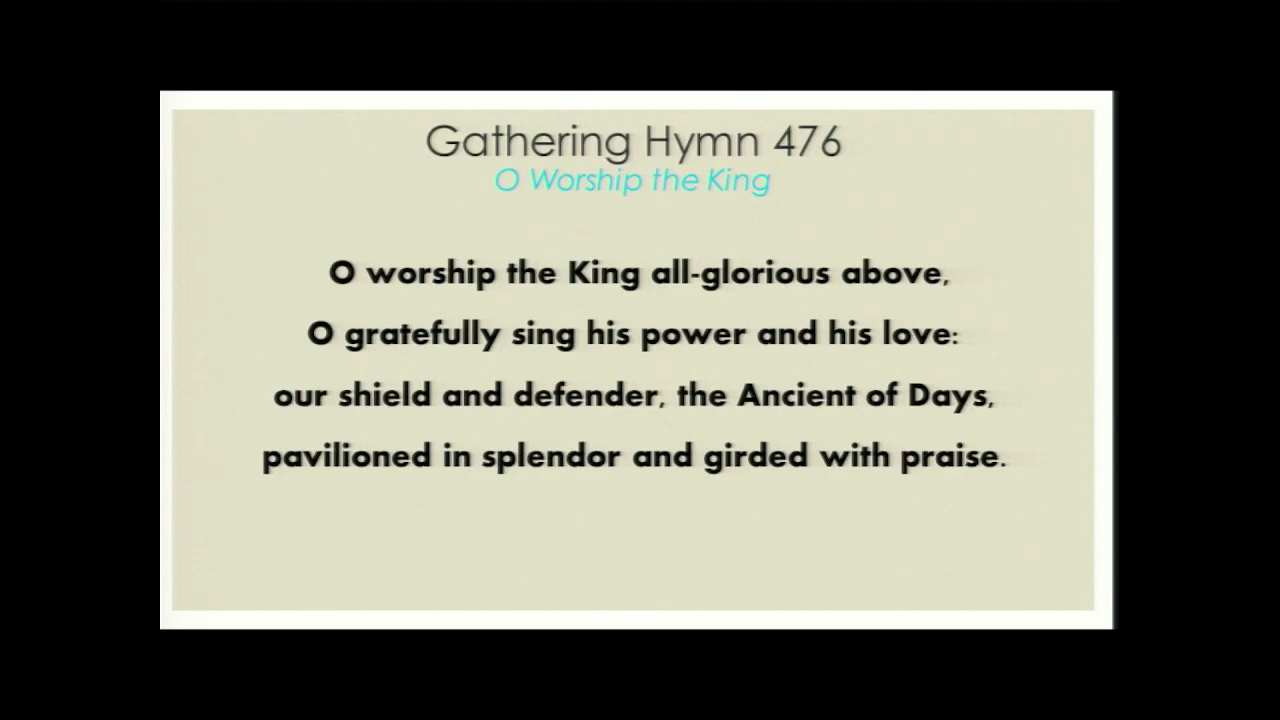 Gathering Hymn 476
O Worship the King
O worship the King all-glorious above,
O gratefully sing his power and his love:
our shield and defender, the Ancient of Days,
pavilioned in splendor and girded with praise.